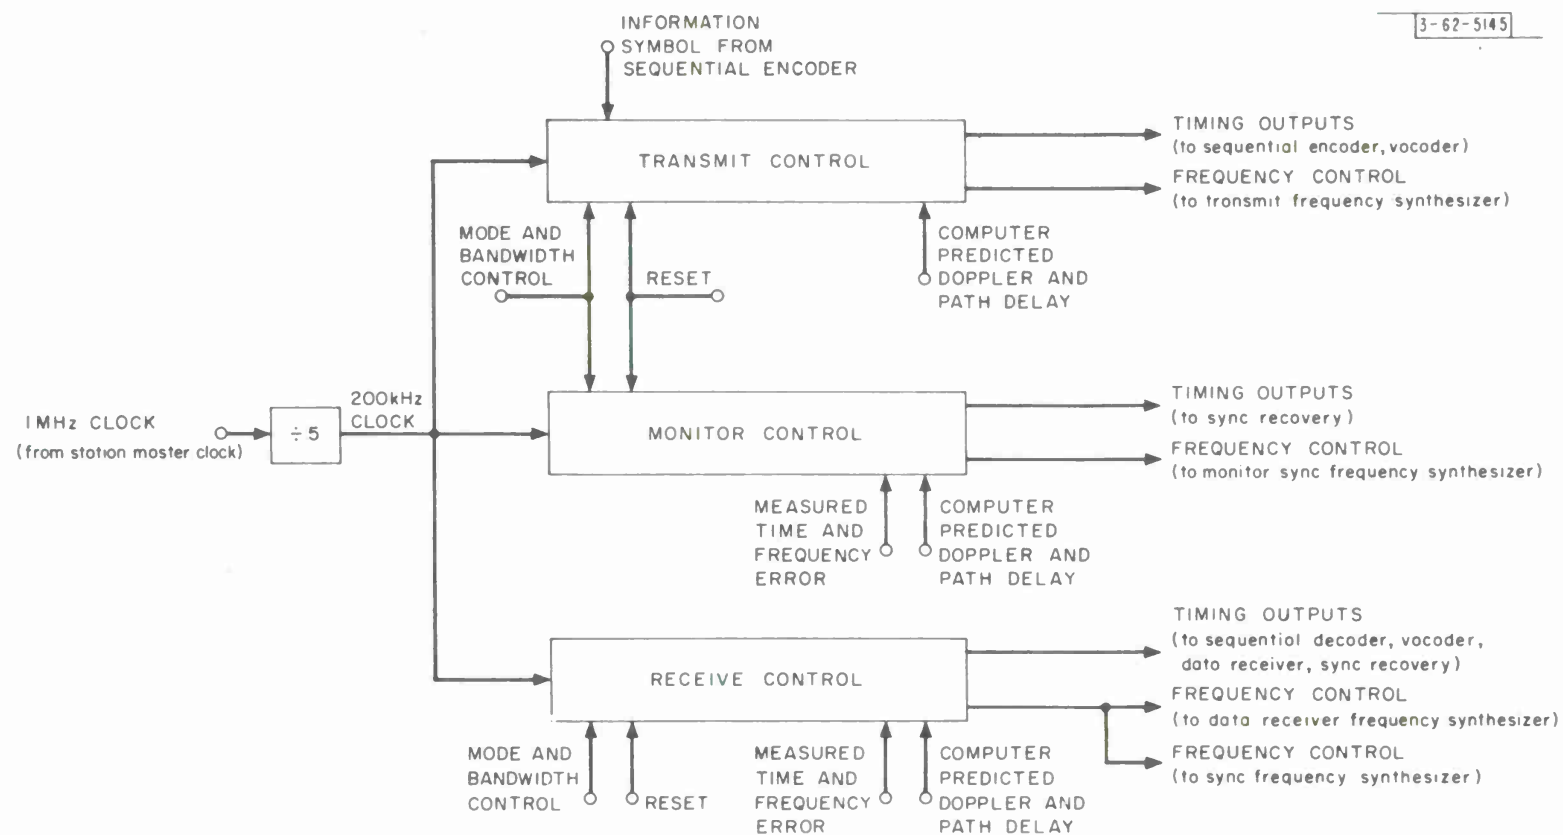 3-62-5145
INFORMATION
SYMBOL FROM
SEQUENTIAL ENCODER
TRANSMIT CONTROL
TIMING OUTPUTS
(to sequential encoder, vocoder)
FREQUENCY CONTROL
(to transmit frequency synthesizer)
MODE AND
BANDWIDTH
CONTROL
RESET
COMPUTER
PREDICTED
DOPPLER AND
PATH DELAY
1 MHz CLOCK
(from station master clock)
÷5
200kHz
CLOCK
MONITOR CONTROL
TIMING OUTPUTS
(to sync recovery)
FREQUENCY CONTROL
(to monitor sync frequency synthesizer)
MEASURED
TIME AND
FREQUENCY
ERROR
COMPUTER
PREDICTED
DOPPLER AND
PATH DELAY
RECEIVE CONTROL
TIMING OUTPUTS
(to sequential decoder, vocoder,
data receiver, sync recovery)
FREQUENCY CONTROL
(to data receiver frequency synthesizer)
FREQUENCY CONTROL
(to sync frequency synthesizer)
MODE AND
BANDWIDTH
CONTROL
RESET
MEASURED
TIME AND
FREQUENCY
ERROR
COMPUTER
PREDICTED
DOPPLER AND
PATH DELAY